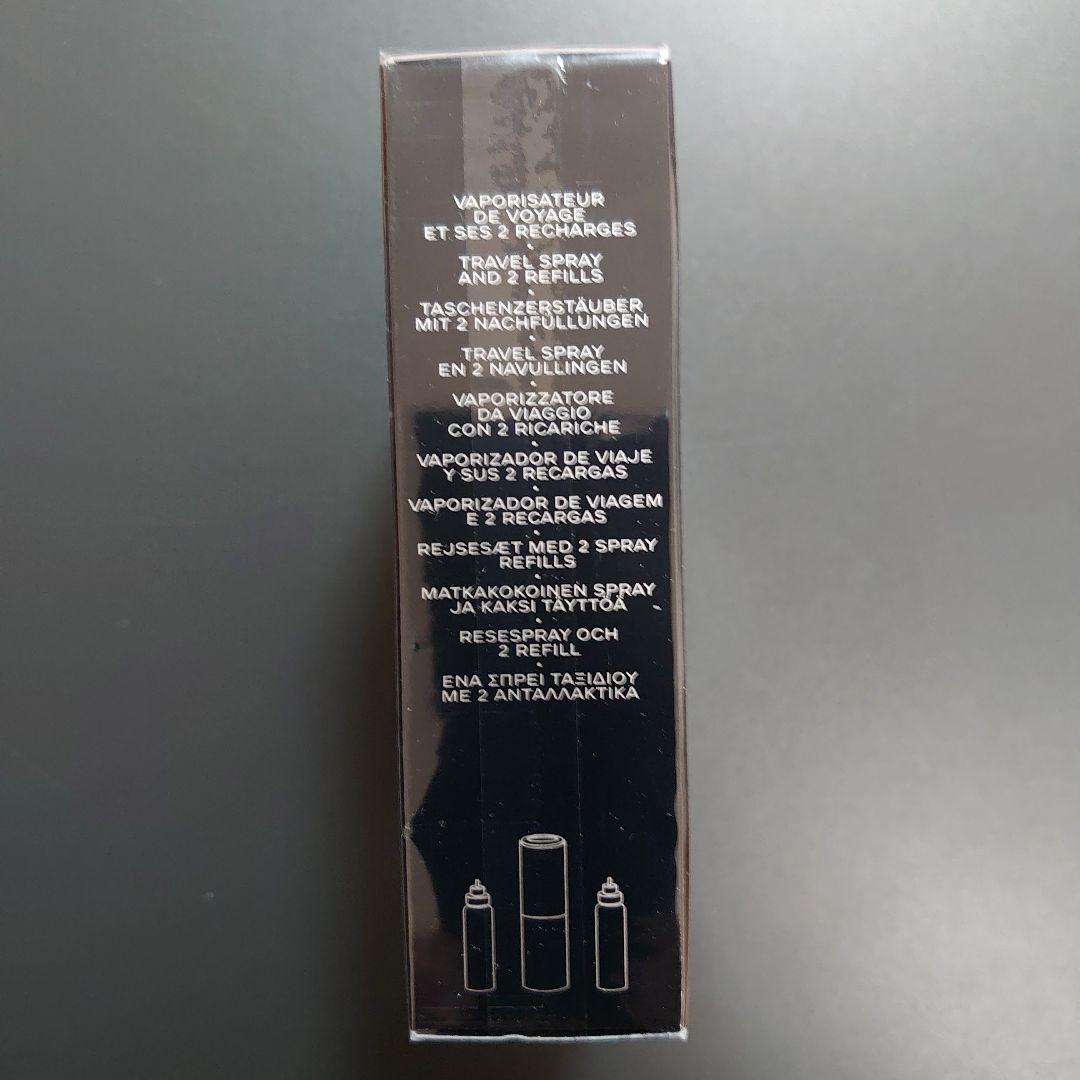 VAPORISATEUR
DE VOYAGE
ET SES 2 RECHARGES
•
TRAVEL SPRAY
AND 2 REFILLS
•
TASCHENZERSTÄUBER
MIT 2 NACHFÜLLUNGEN
•
TRAVEL SPRAY
EN 2 NAVULLINGEN
•
VAPORIZZATORE
DA VIAGGIO
CON 2 RICARICHE
•
VAPORIZADOR DE VIAJE
Y SUS 2 RECARGAS
•
VAPORIZADOR DE VIAGEM
E 2 RECARGAS
•
REJSESÆT MED 2 SPRAY
REFILLS
•
MATKAKOKOINEN SPRAY
JA KAKSI TÄYTTÖÄ
•
RESESPRAY OCH
2 REFILL
•
ΕΝΑ ΣΠΡΕΙ ΤΑΞΙΔΙΟΥ
ΜΕ 2 ΑΝΤΑΛΛΑΚΤΙΚΑ